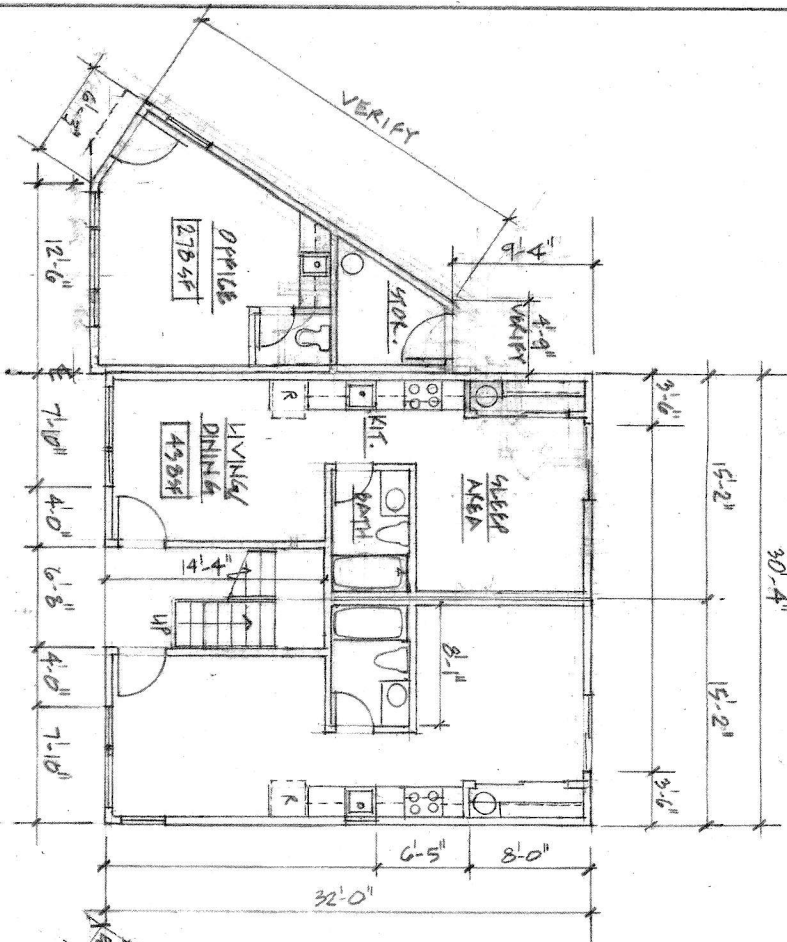 VERIFY
6'-3"
9'-4"
OFFICE
278 SF
STOR.
4'-9"
VERIFY
12'-6"
3'-6"
R
KIT.
LIVING/
DINING
438 SF
BATH
SLEEP
AREA
7'-10"
4'-0"
15'-2"
30'-4"
14'-4"
6'-8"
UP
8'-1"
4'-0"
7'-10"
15'-2"
R
3'-6"
6'-5"
8'-0"
32'-0"